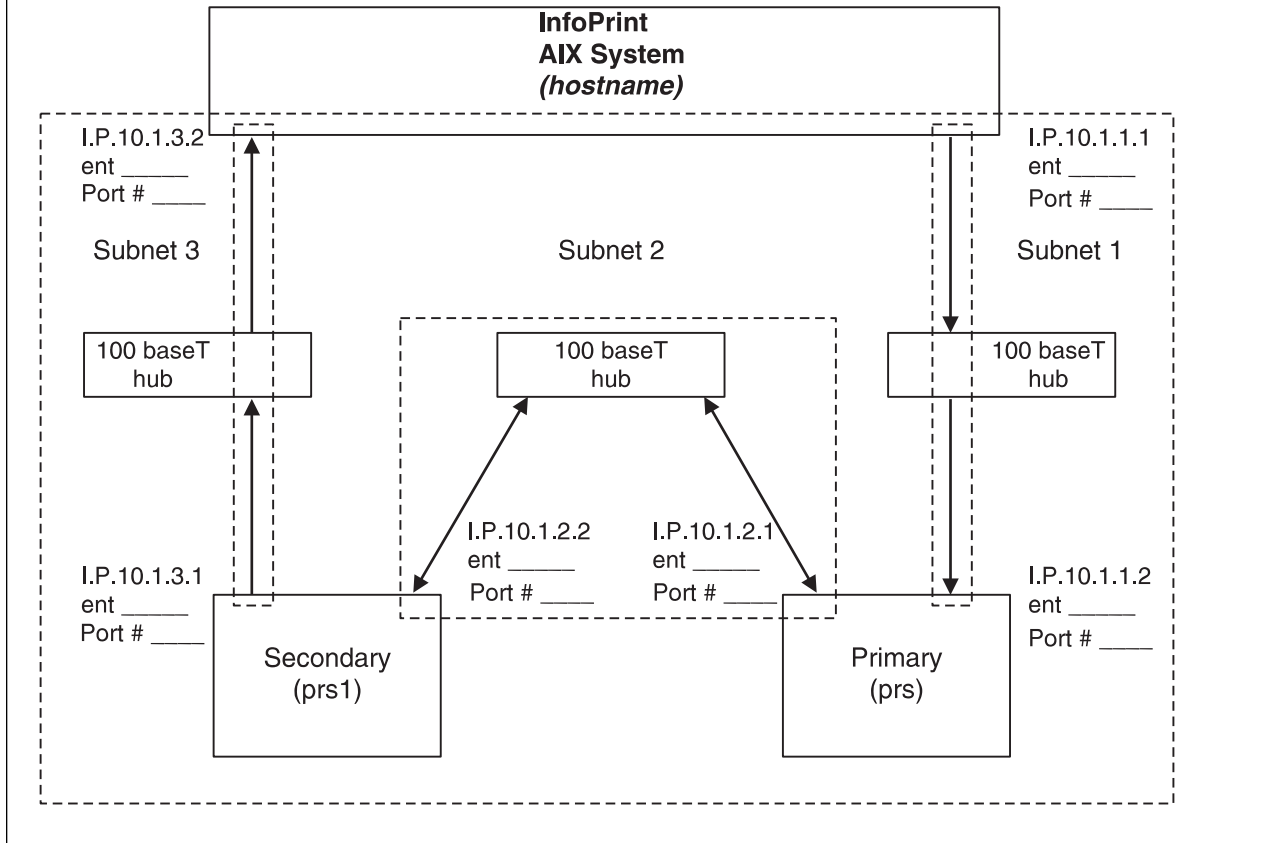 InfoPrint
AIX System
(hostname)
I.P.10.1.3.2
ent _____
Port # ____
I.P.10.1.1.1
ent _____
Port # ____
Subnet 3
Subnet 2
Subnet 1
100 baseT
hub
100 baseT
hub
100 baseT
hub
I.P.10.1.3.1
ent _____
Port # ____
I.P.10.1.2.2
ent _____
Port # ____
I.P.10.1.2.1
ent _____
Port # ____
I.P.10.1.1.2
ent _____
Port # ____
Secondary
(prs1)
Primary
(prs)